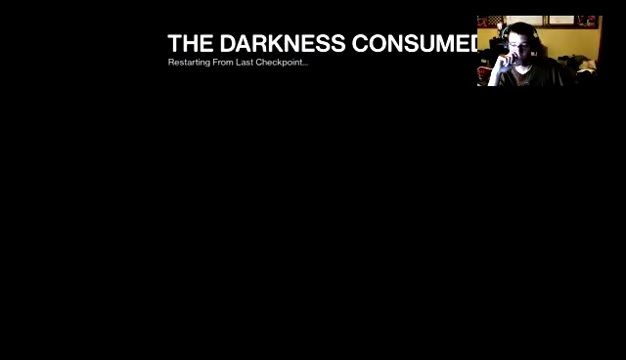 THE DARKNESS CONSUMED
Restarting From Last Checkpoint...